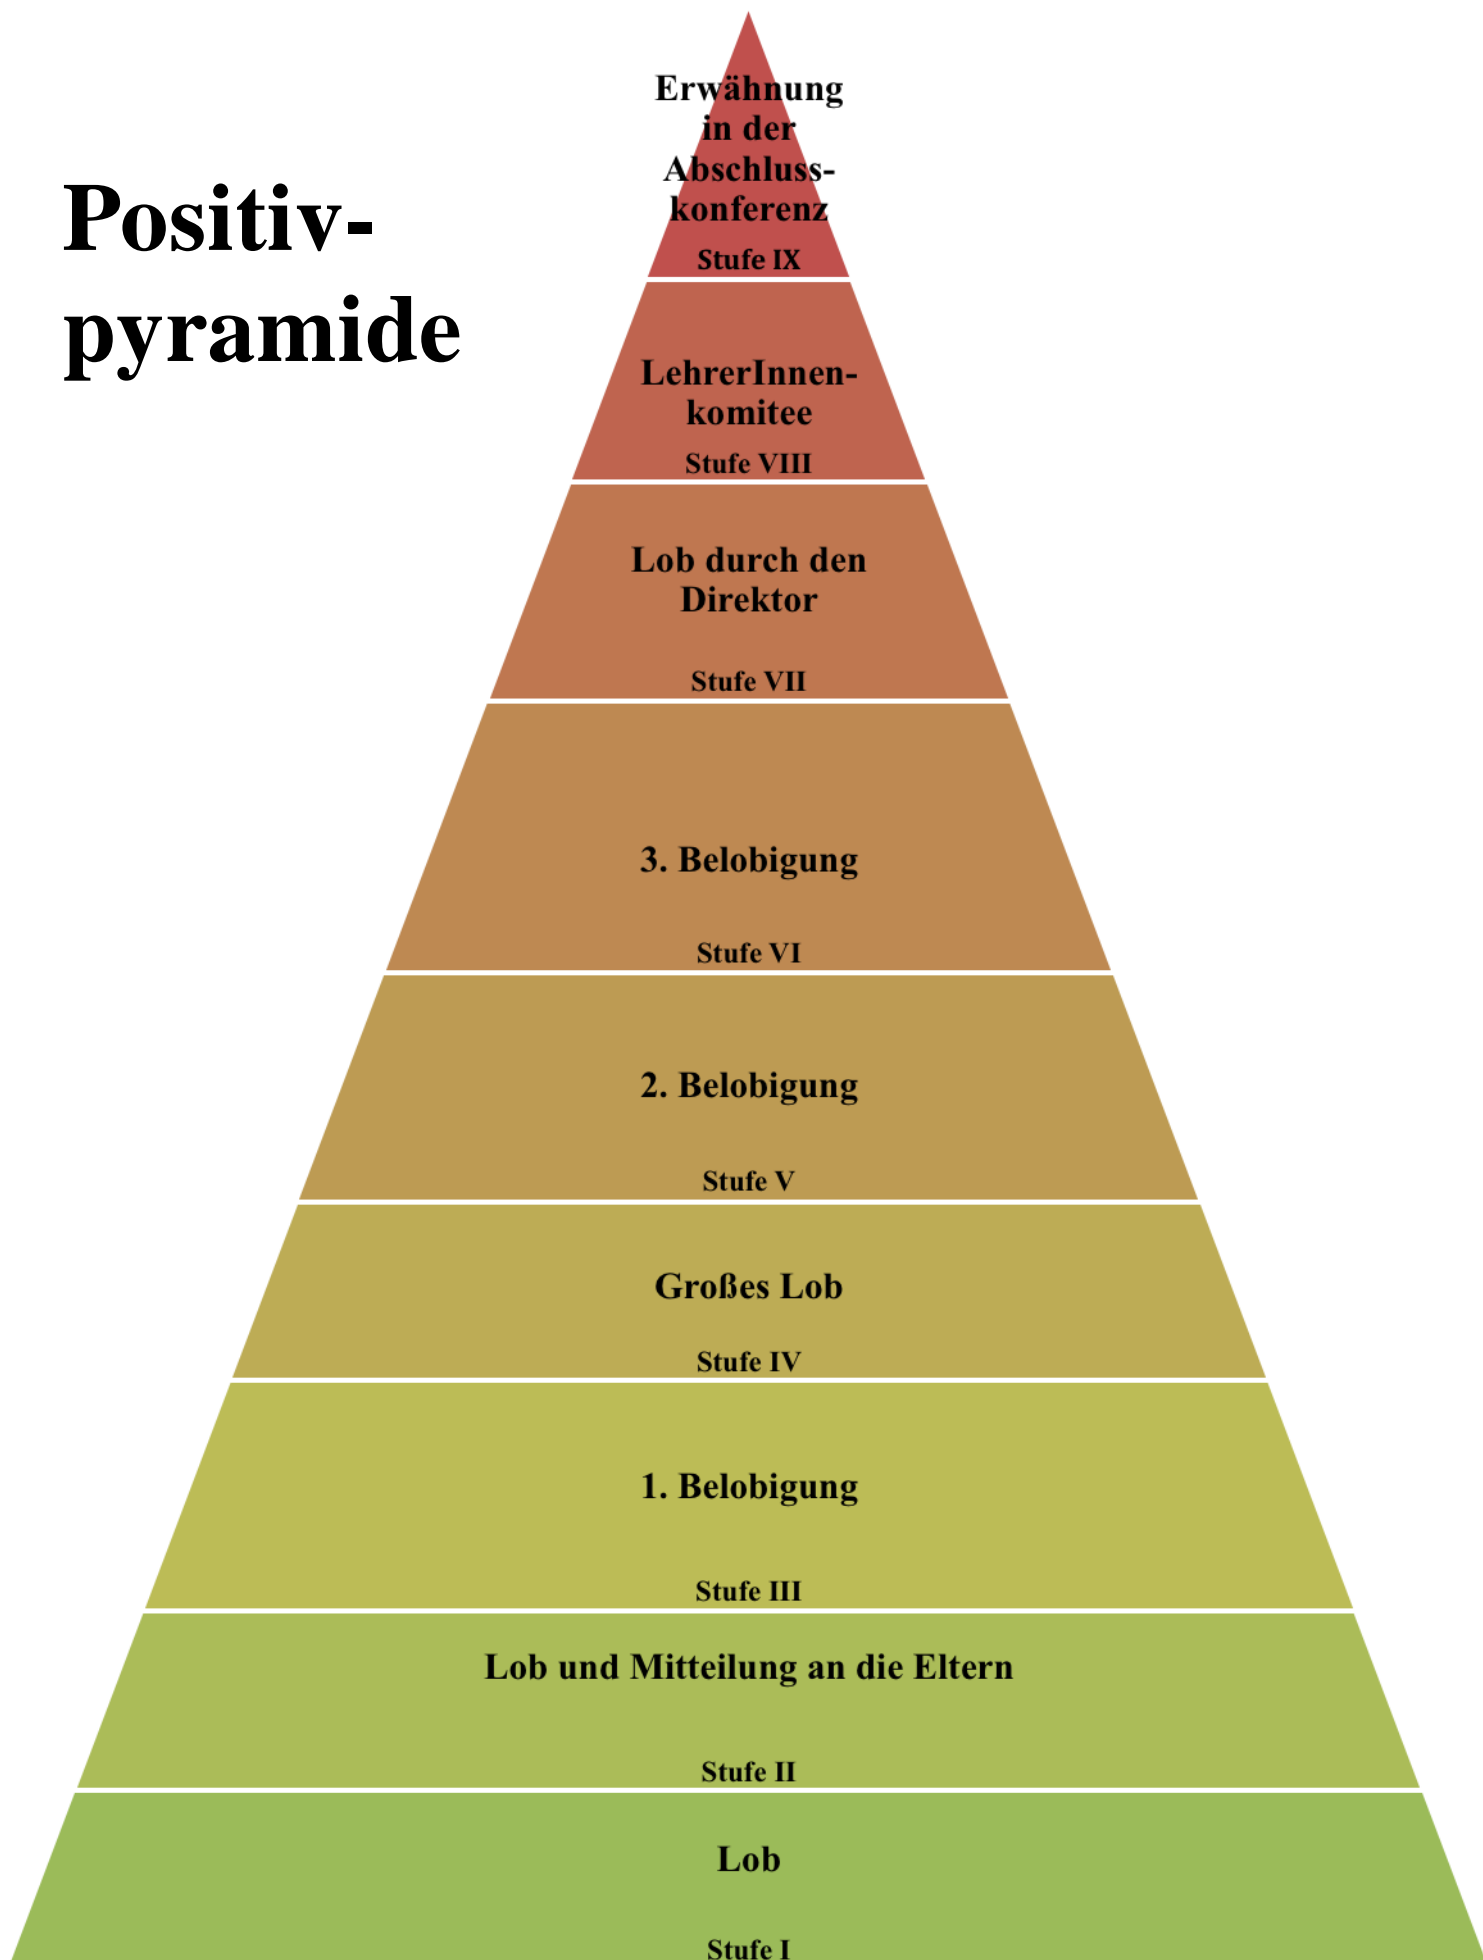 Positiv-
pyramide
Erwähnung
in der
Abschluss-
konferenz
Stufe IX
LehrerInnen-
komitee
Stufe VIII
Lob durch den
Direktor
Stufe VII
3. Belobigung
Stufe VI
2. Belobigung
Stufe V
Großes Lob
Stufe IV
1. Belobigung
Stufe III
Lob und Mitteilung an die Eltern
Stufe II
Lob
Stufe I